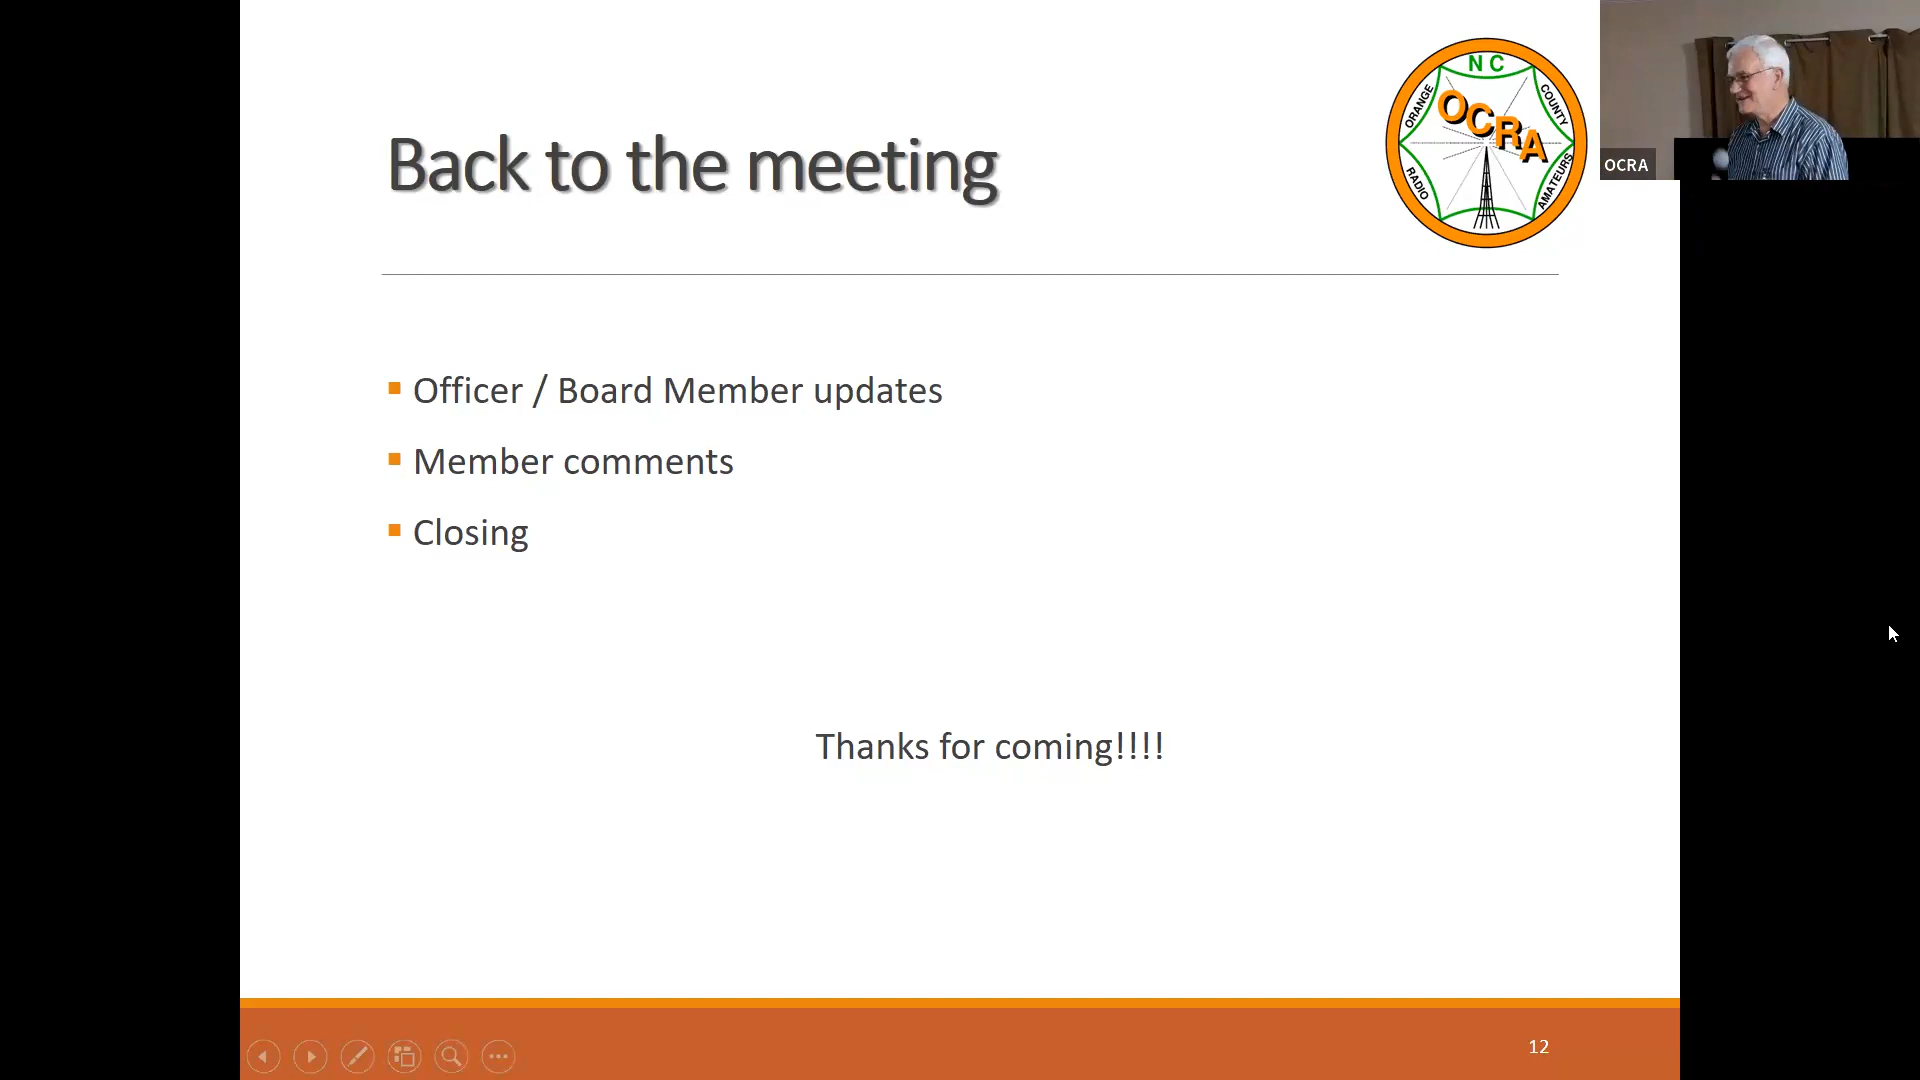 Back to the meeting
NC
ORANGE
COUNTY
OCRA
RADIO
AMATEURS
OCRA
Officer / Board Member updates
Member comments
Closing
Thanks for coming!!!!
12